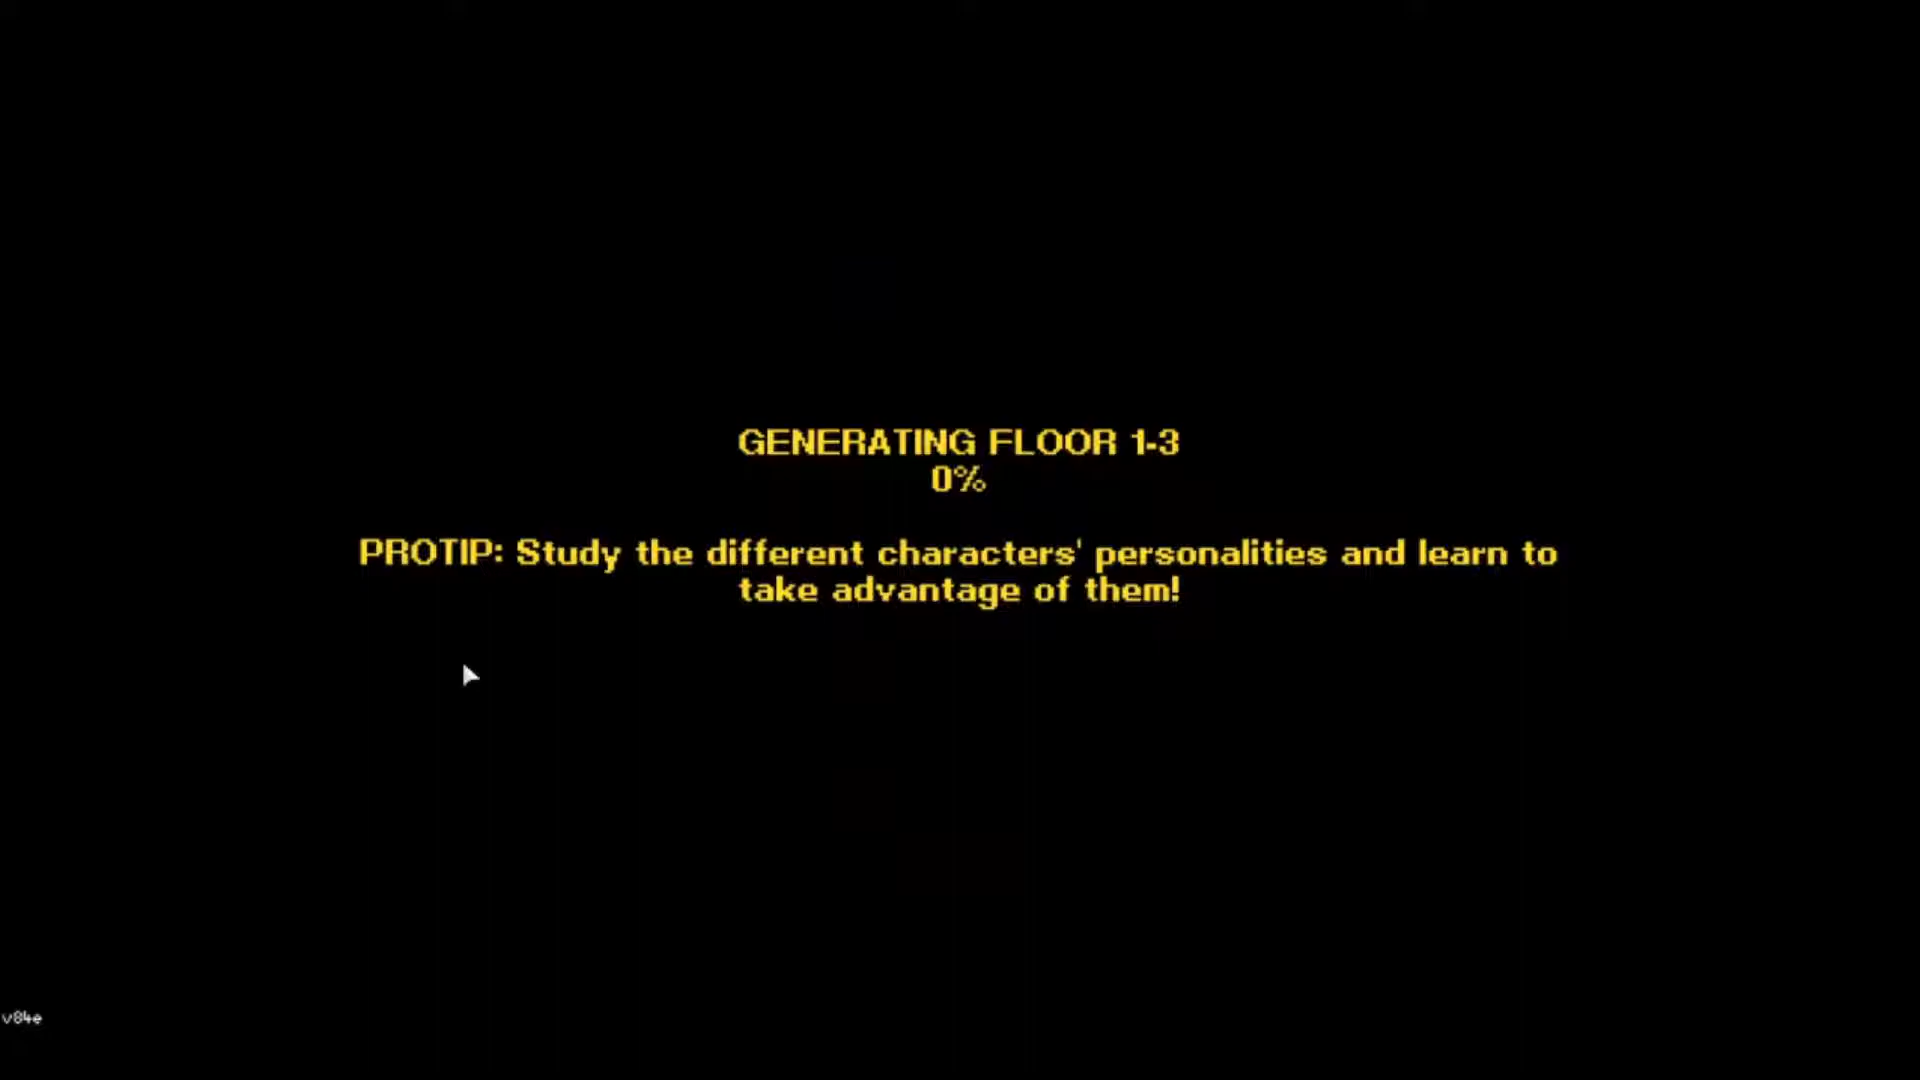 GENERATING FLOOR 1-3
0%
PROTIP: Study the different characters' personalities and learn to
take advantage of them!
v84e